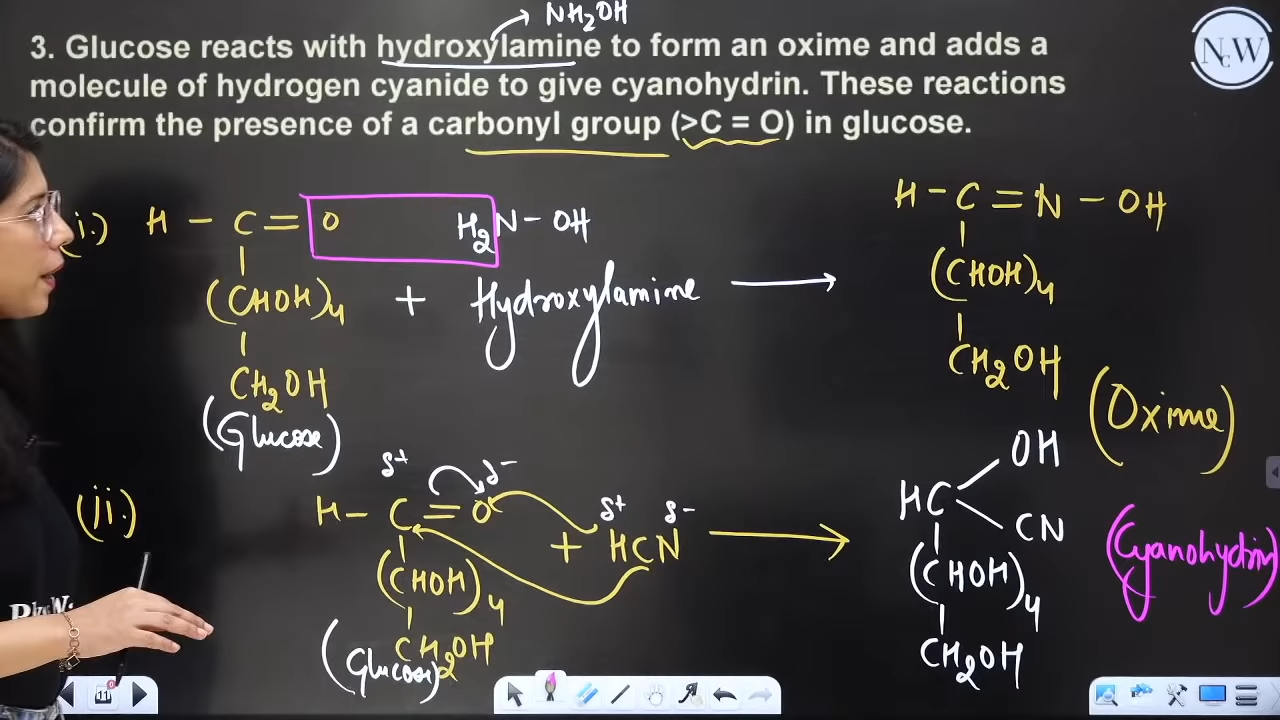 NH₂OH
3. Glucose reacts with hydroxylamine to form an oxime and adds a
molecule of hydrogen cyanide to give cyanohydrin. These reactions
confirm the presence of a carbonyl group (>C = O) in glucose.
NCW
i.) H - C = O H₂N - OH
(CHOH)₄ + Hydroxylamine ⟶
CH₂OH
(Glucose)
H - C = N - OH
(CHOH)₄
CH₂OH
(Oxime)
(ii.) H - C = O + HCN ⟶
δ+ δ- δ+ δ-
(CHOH)₄
CH₂OH
(Glucose)
HC
OH
CN
(CHOH)₄
CH₂OH
(Cyanohydrin)
11